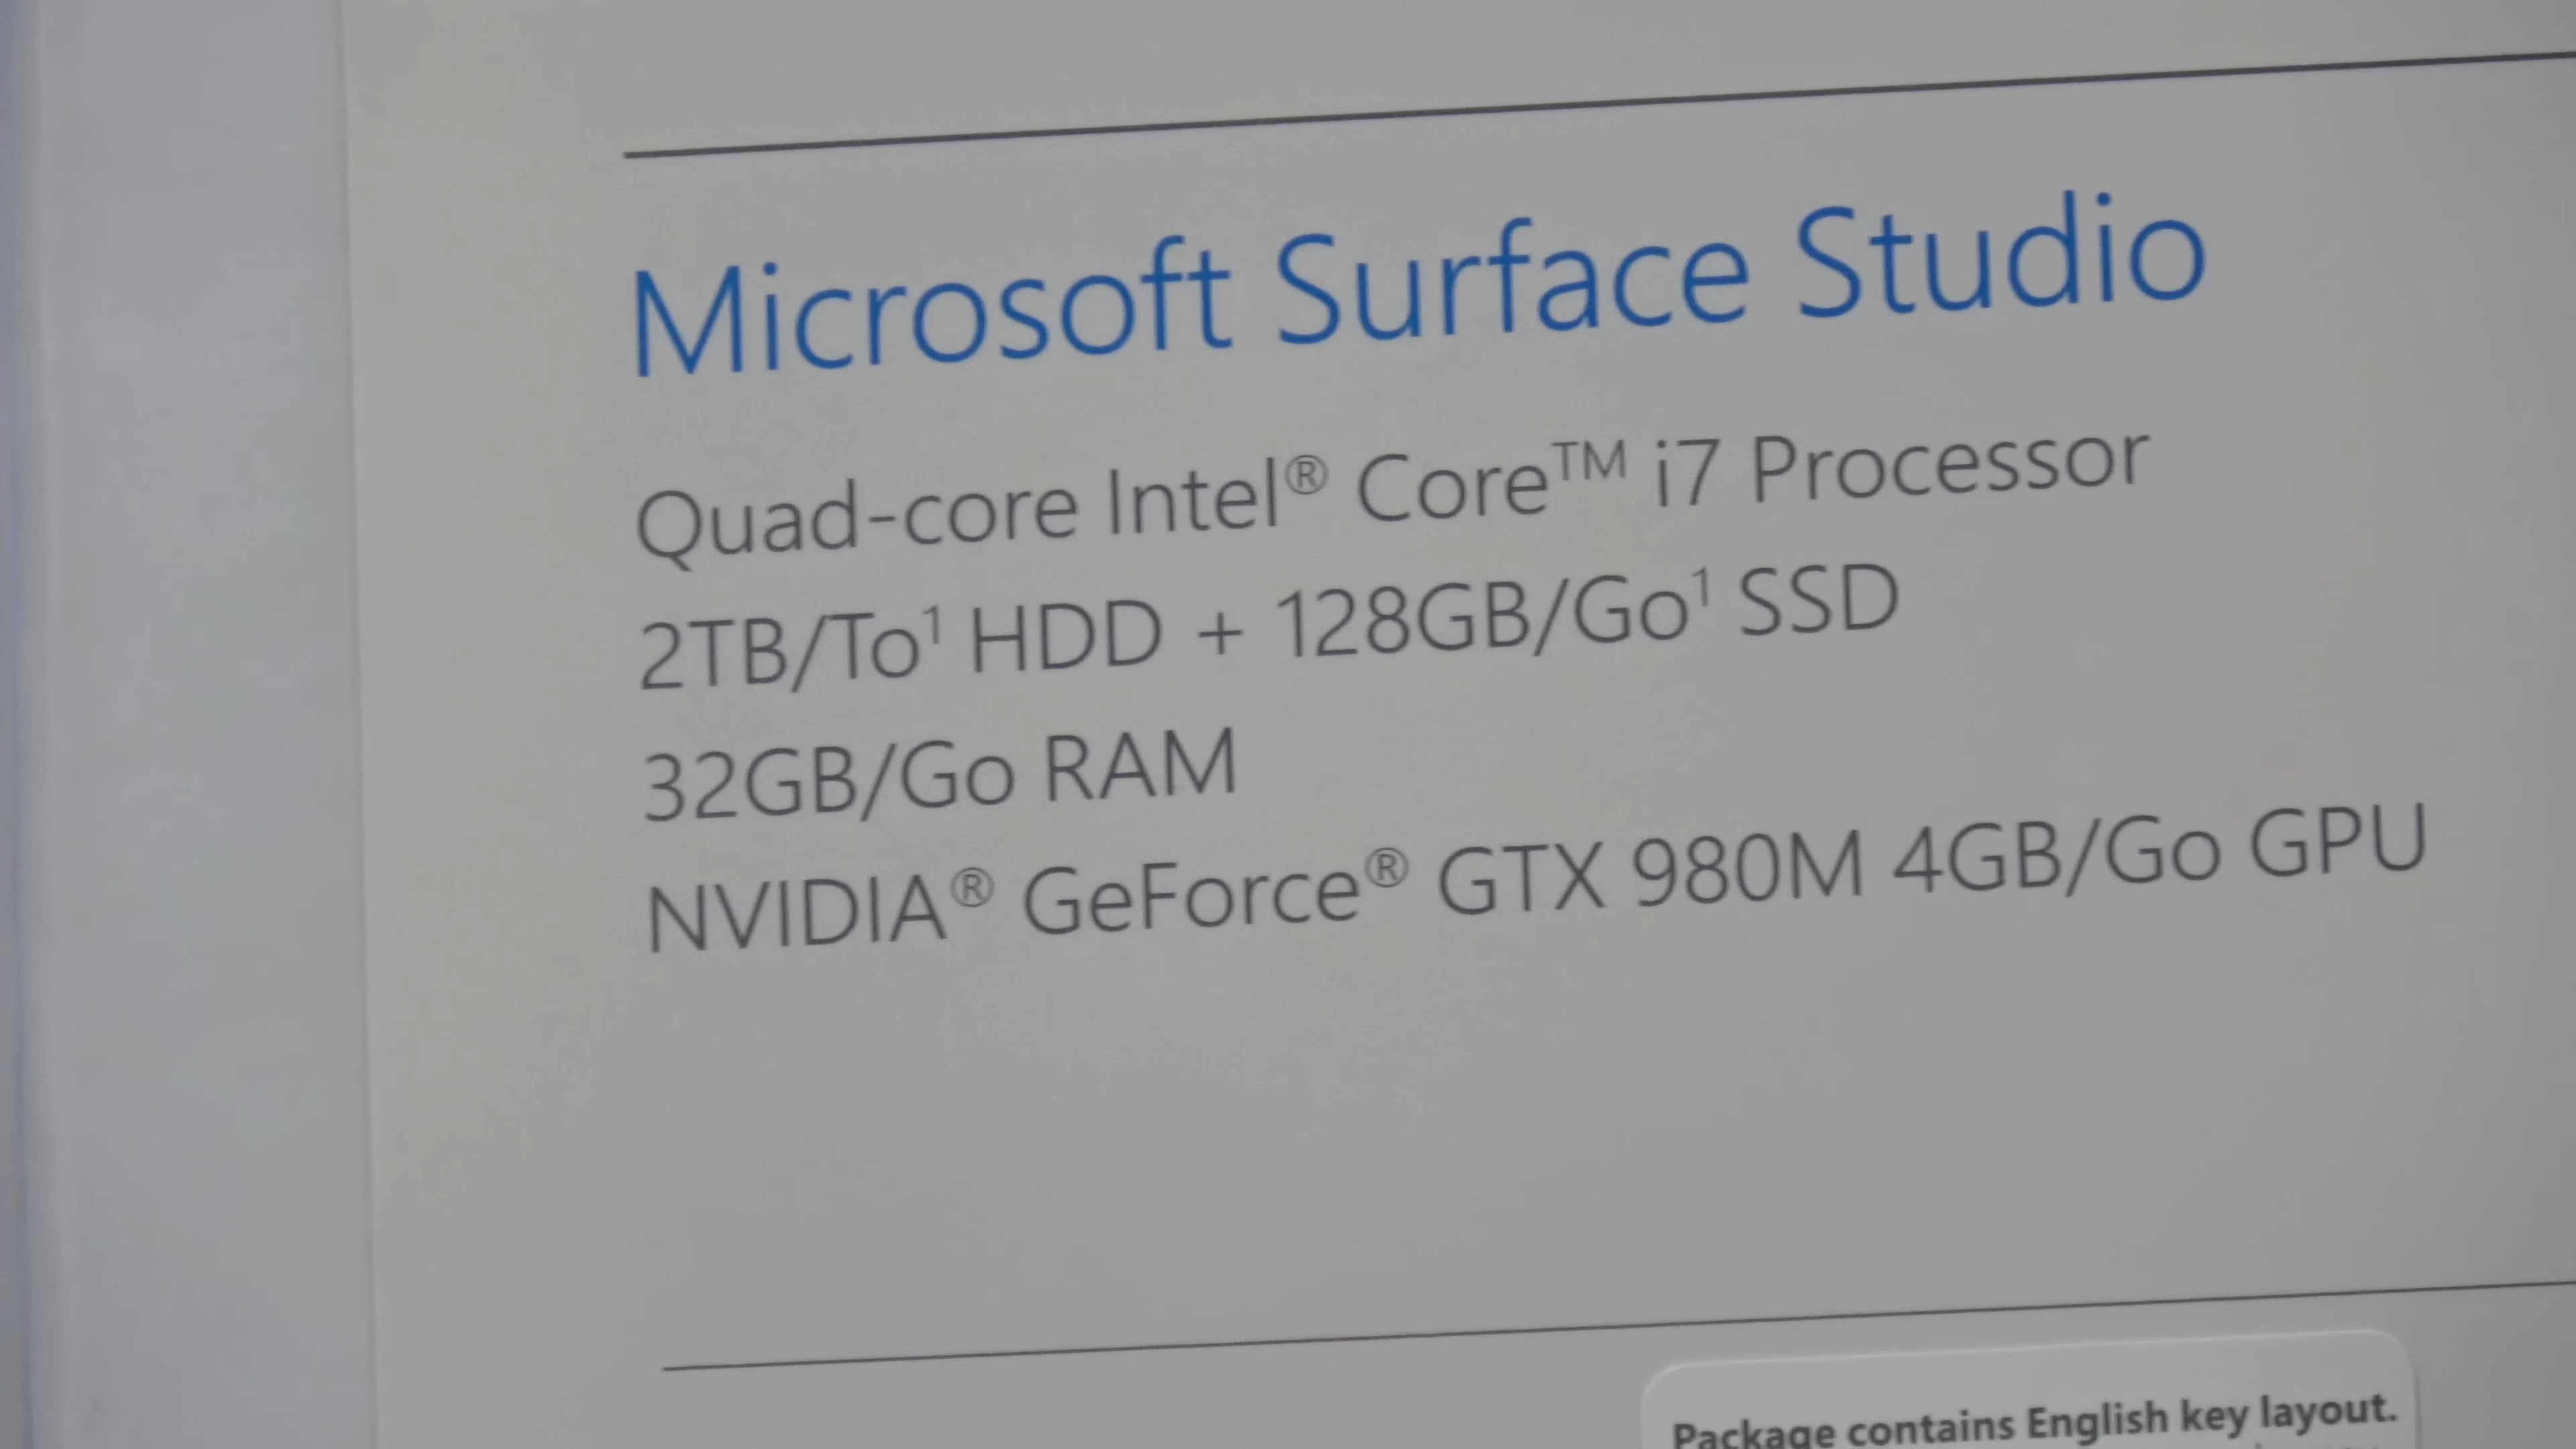 Microsoft Surface Studio
Quad-core Intel® Core™ i7 Processor
2TB/To¹ HDD + 128GB/Go¹ SSD
32GB/Go RAM
NVIDIA® GeForce® GTX 980M 4GB/Go GPU
Package contains English key layout.